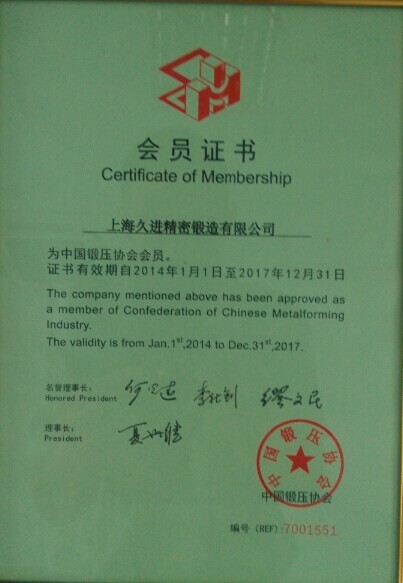 会员证书
Certificate of Membership
上海久进精密锻造有限公司
为中国锻压协会会员。
证书有效期自2014年1月1日至2017年12月31日
The company mentioned above has been approved as
a member of Confederation of Chinese Metalforming
Industry.
The validity is from Jan.1st,2014 to Dec.31st,2017.
名誉理事长:
Honored President
理事长:
President
中国锻压协会
中国锻压协会
编号(REF):7001551